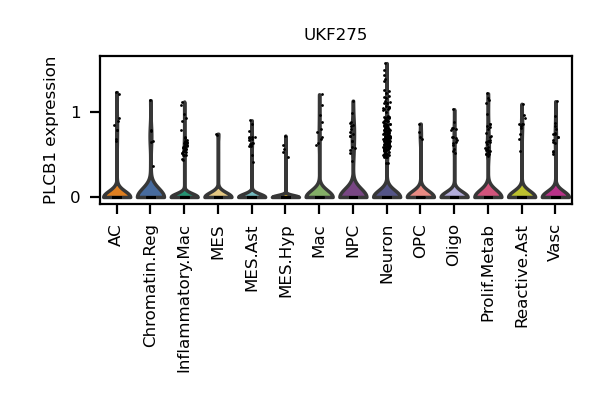 UKF275
PLCB1 expression
1
0
AC
Chromatin.Reg
Inflammatory.Mac
MES
MES.Ast
MES.Hyp
Mac
NPC
Neuron
OPC
Oligo
Prolif.Metab
Reactive.Ast
Vasc